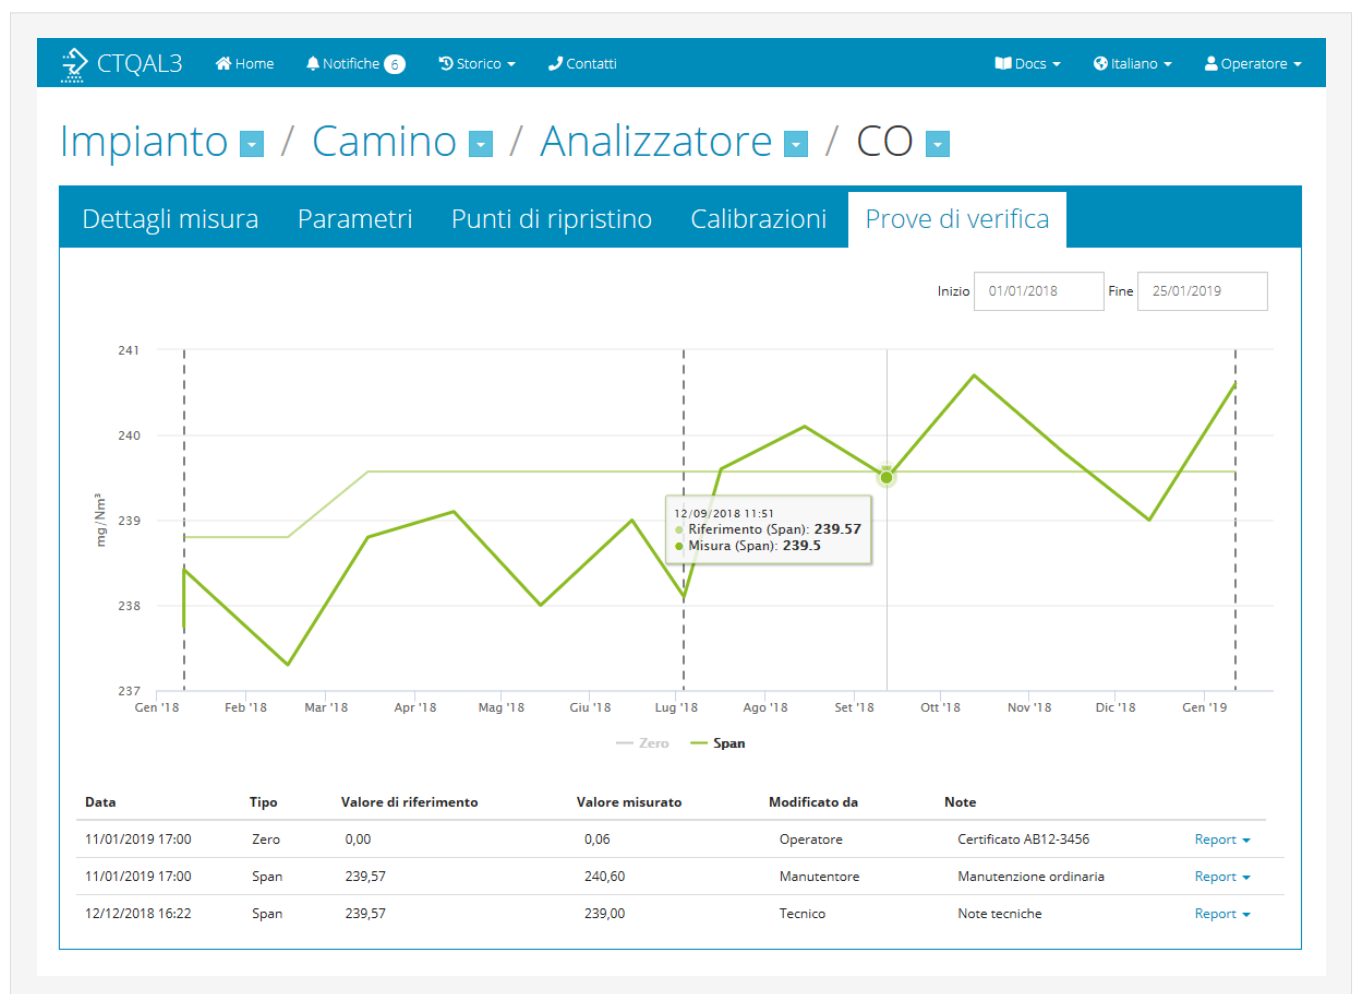 CTQAL3 Home Notifiche 6 Storico Contatti Docs Italiano Operatore
Impianto / Camino / Analizzatore / CO
Dettagli misura Parametri Punti di ripristino Calibrazioni Prove di verifica
Inizio 01/01/2018 Fine 25/01/2019
241
240
239
238
237
mg/Nm³
12/09/2018 11:51
Riferimento (Span): 239.57
Misura (Span): 239.5
Gen '18 Feb '18 Mar '18 Apr '18 Mag '18 Giu '18 Lug '18 Ago '18 Set '18 Ott '18 Nov '18 Dic '18 Gen '19
Zero Span
Data Tipo Valore di riferimento Valore misurato Modificato da Note
11/01/2019 17:00 Zero 0,00 0,06 Operatore Certificato AB12-3456 Report
11/01/2019 17:00 Span 239,57 240,60 Manutentore Manutenzione ordinaria Report
12/12/2018 16:22 Span 239,57 239,00 Tecnico Note tecniche Report